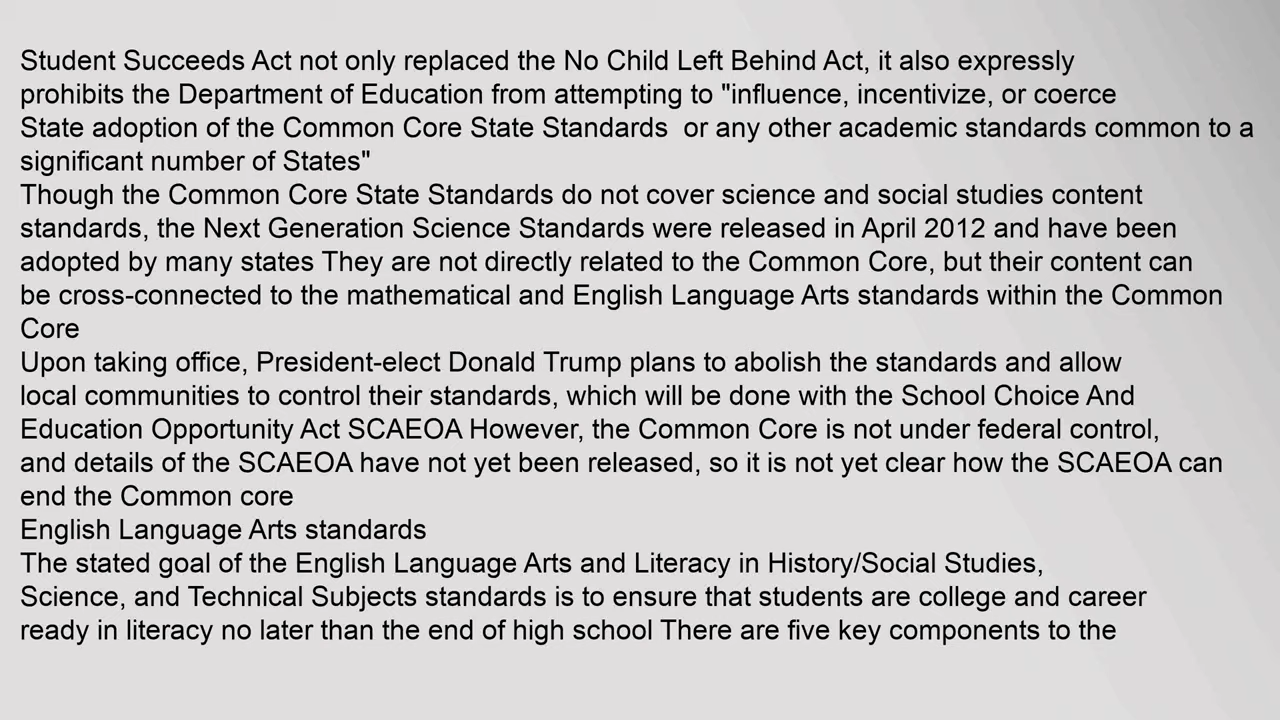 Student Succeeds Act not only replaced the No Child Left Behind Act, it also expressly
prohibits the Department of Education from attempting to "influence, incentivize, or coerce
State adoption of the Common Core State Standards  or any other academic standards common to a
significant number of States"
Though the Common Core State Standards do not cover science and social studies content
standards, the Next Generation Science Standards were released in April 2012 and have been
adopted by many states They are not directly related to the Common Core, but their content can
be cross-connected to the mathematical and English Language Arts standards within the Common
Core
Upon taking office, President-elect Donald Trump plans to abolish the standards and allow
local communities to control their standards, which will be done with the School Choice And
Education Opportunity Act SCAEOA However, the Common Core is not under federal control,
and details of the SCAEOA have not yet been released, so it is not yet clear how the SCAEOA can
end the Common core
English Language Arts standards
The stated goal of the English Language Arts and Literacy in History/Social Studies,
Science, and Technical Subjects standards is to ensure that students are college and career
ready in literacy no later than the end of high school There are five key components to the